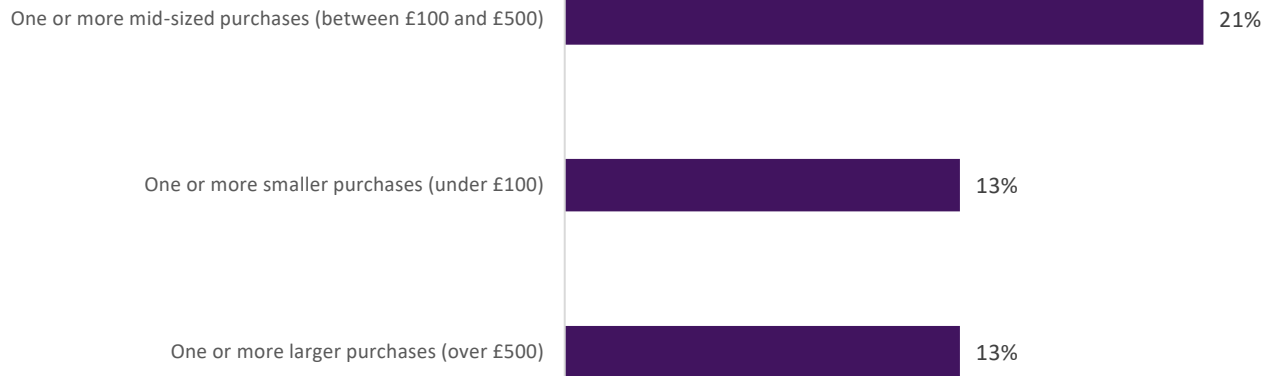 One or more mid-sized purchases (between £100 and £500) 21%
One or more smaller purchases (under £100) 13%
One or more larger purchases (over £500) 13%